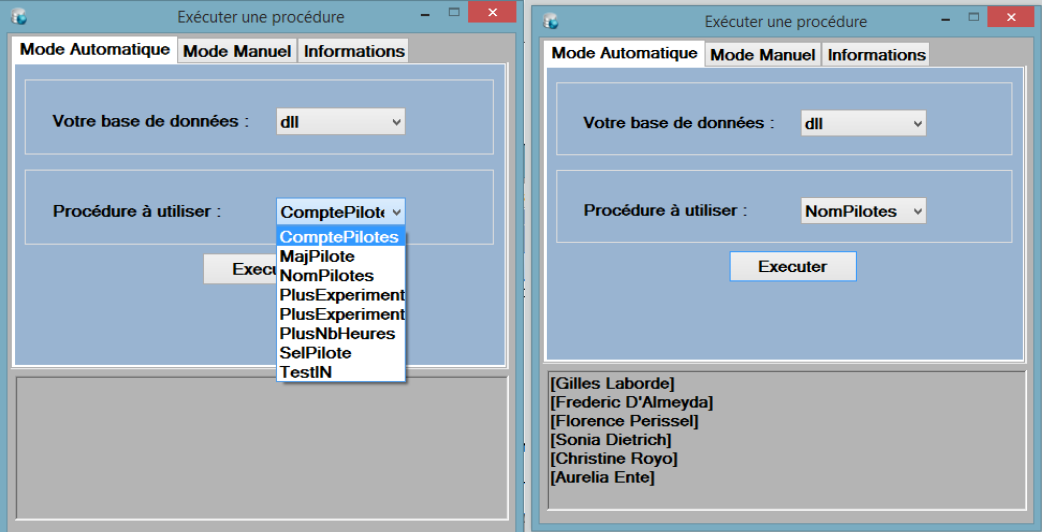 Exécuter une procédure
Mode Automatique Mode Manuel Informations
Votre base de données : dll
Procédure à utiliser : ComptePilote
ComptePilotes
MajPilote
NomPilotes
PlusExperiment
PlusExperiment
PlusNbHeures
SelPilote
TestIN
Execu
Exécuter une procédure
Mode Automatique Mode Manuel Informations
Votre base de données : dll
Procédure à utiliser : NomPilotes
Executer
[Gilles Laborde]
[Frederic D'Almeyda]
[Florence Perissel]
[Sonia Dietrich]
[Christine Royo]
[Aurelia Ente]